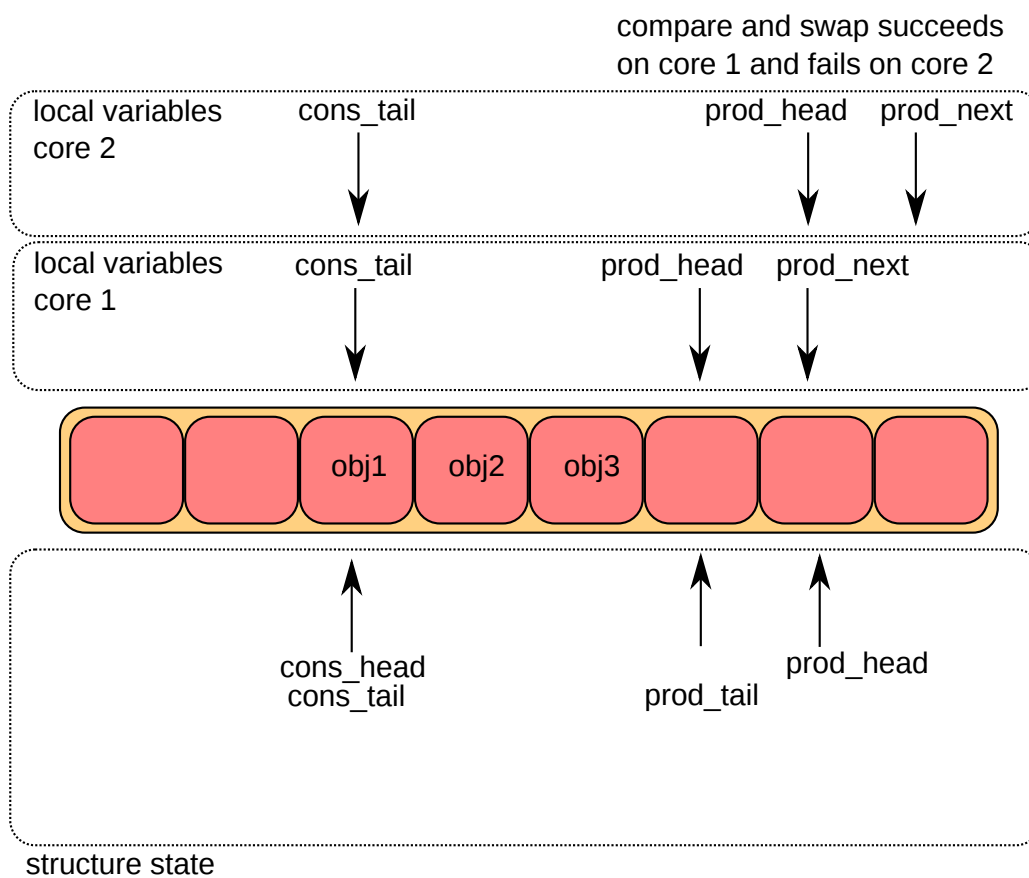 compare and swap succeeds
on core 1 and fails on core 2
local variables
core 2
cons_tail
prod_head
prod_next
local variables
core 1
cons_tail
prod_head
prod_next
obj1
obj2
obj3
cons_head
cons_tail
prod_tail
prod_head
structure state